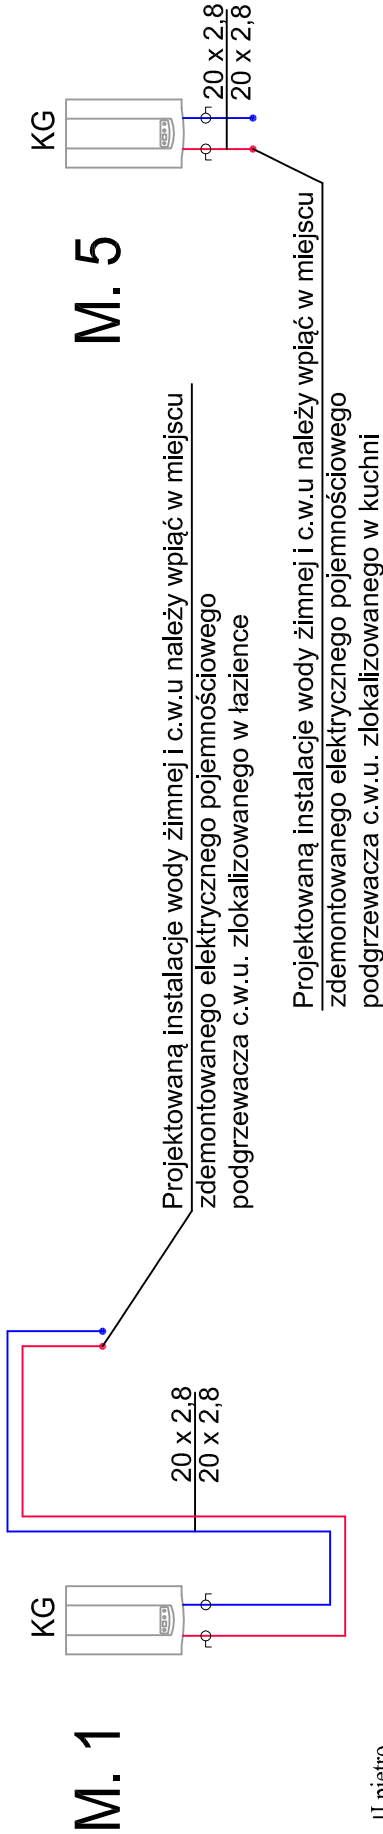 M. 1
KG
20 x 2,8
20 x 2,8
Projektowaną instalacje wody żimnej i c.w.u należy wpiąć w miejscu
zdemontowanego elektrycznego pojemnościowego
podgrzewacza c.w.u. zlokalizowanego w łazience
M. 5
KG
20 x 2,8
20 x 2,8
Projektowaną instalacje wody żimnej i c.w.u należy wpiąć w miejscu
zdemontowanego elektrycznego pojemnościowego
podgrzewacza c.w.u. zlokalizowanego w kuchni
II piętro